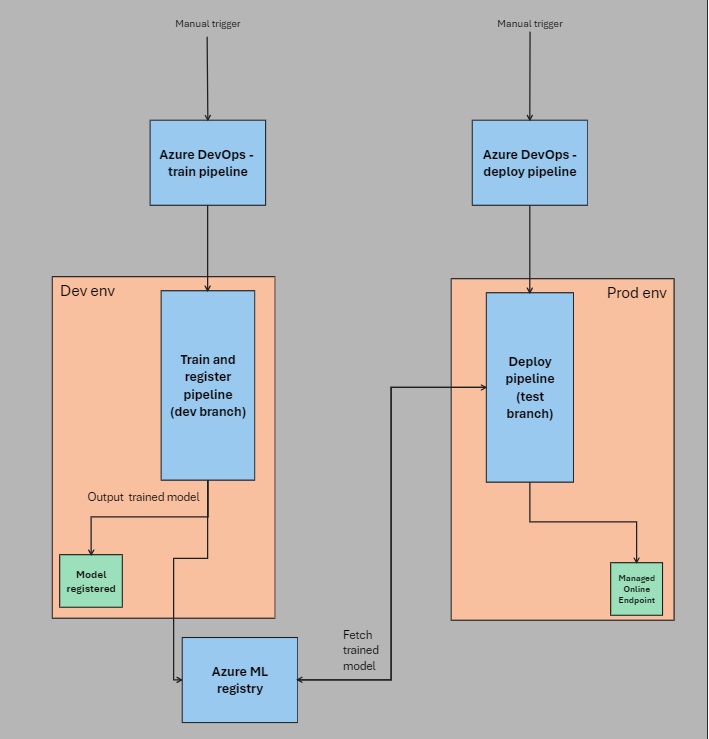 Manual trigger
Manual trigger
Azure DevOps -
train pipeline
Azure DevOps -
deploy pipeline
Dev env
Prod env
Train and
register
pipeline
(dev branch)
Deploy
pipeline
(test
branch)
Output trained model
Model
registered
Managed
Online
Endpoint
Fetch
trained
model
Azure ML
registry